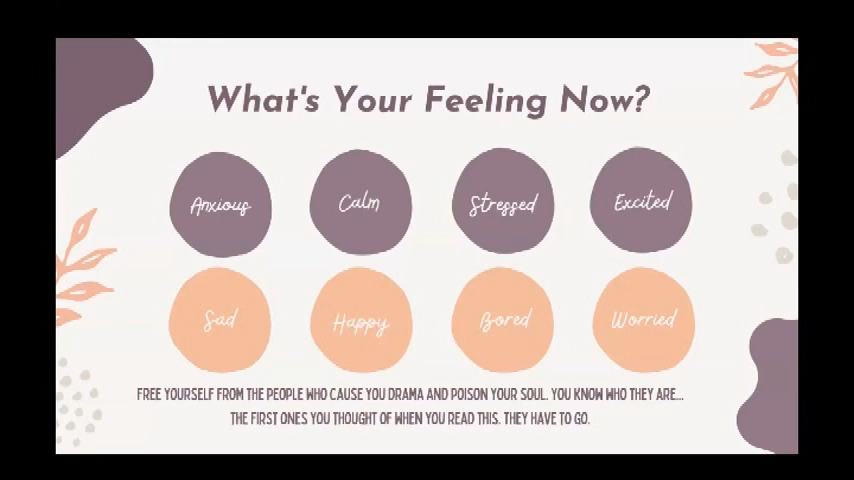 What's Your Feeling Now?
Anxious Calm Stressed Excited
Sad Happy Bored Worried
FREE YOURSELF FROM THE PEOPLE WHO CAUSE YOU DRAMA AND POISON YOUR SOUL. YOU KNOW WHO THEY ARE...
THE FIRST ONES YOU THOUGHT OF WHEN YOU READ THIS. THEY HAVE TO GO.